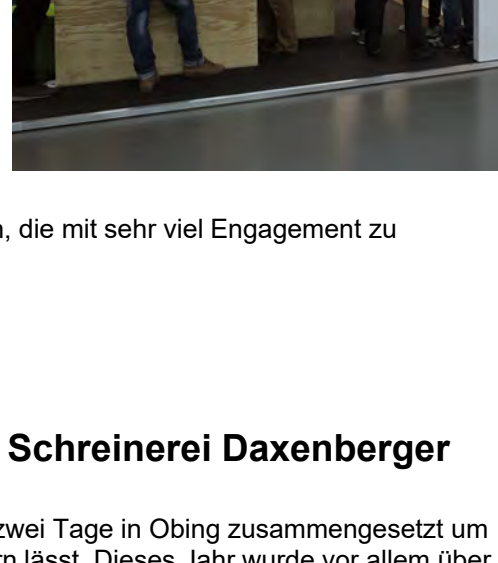 , die mit sehr viel Engagement zu
Schreinerei Daxenberger
zwei Tage in Obing zusammengesetzt um
lässt. Dieses Jahr wurde vor allem über